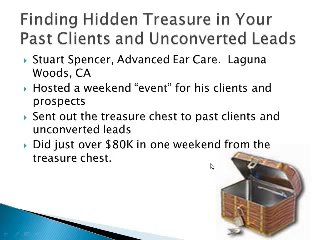 Finding Hidden Treasure in Your
Past Clients and Unconverted Leads
Stuart Spencer, Advanced Ear Care. Laguna
Woods, CA
Hosted a weekend “event” for his clients and
prospects
Sent out the treasure chest to past clients and
unconverted leads
Did just over $80K in one weekend from the
treasure chest.